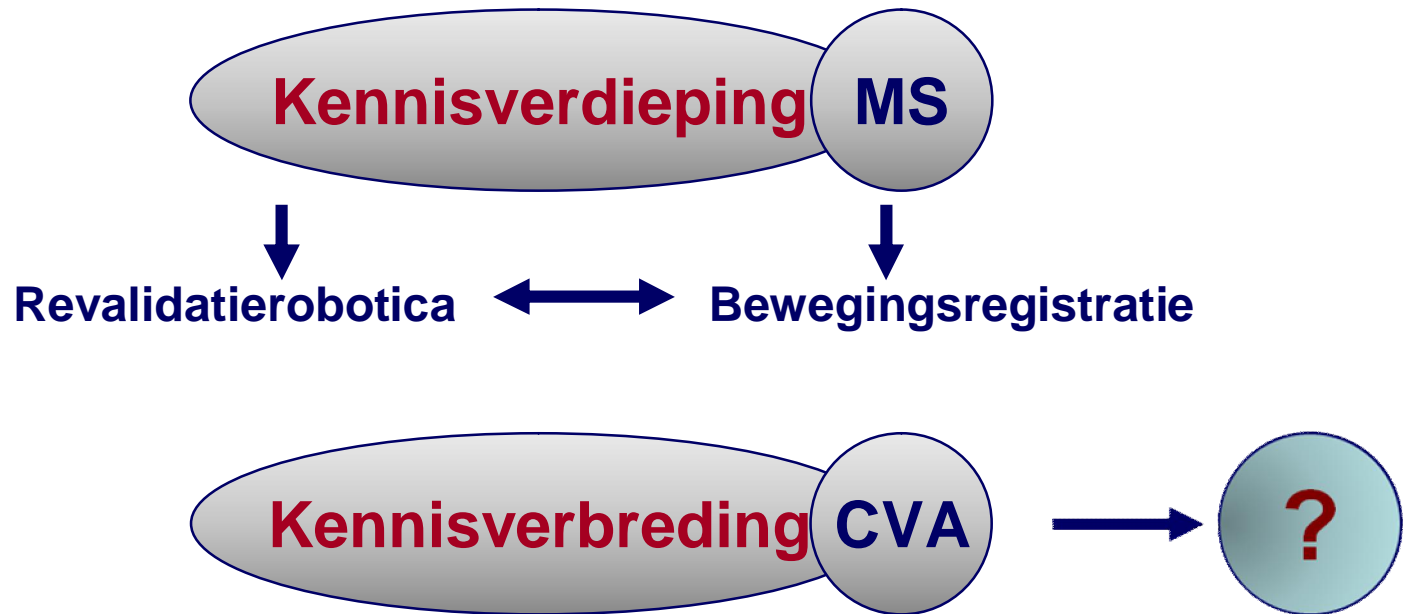 Kennisverdieping MS
Revalidatierobotica Bewegingsregistratie
Kennisverbreding CVA ?